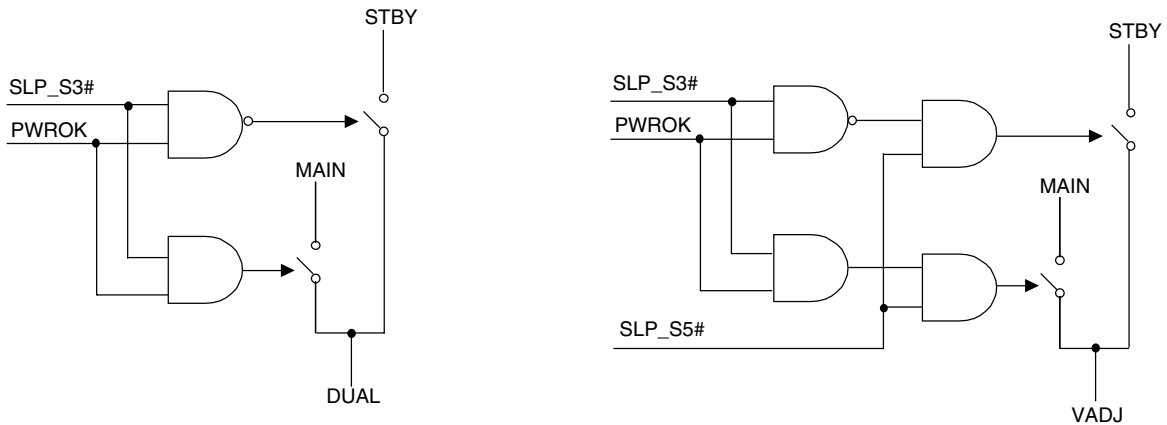 STBY
SLP_S3#
PWROK
MAIN
DUAL
STBY
SLP_S3#
PWROK
MAIN
SLP_S5#
VADJ